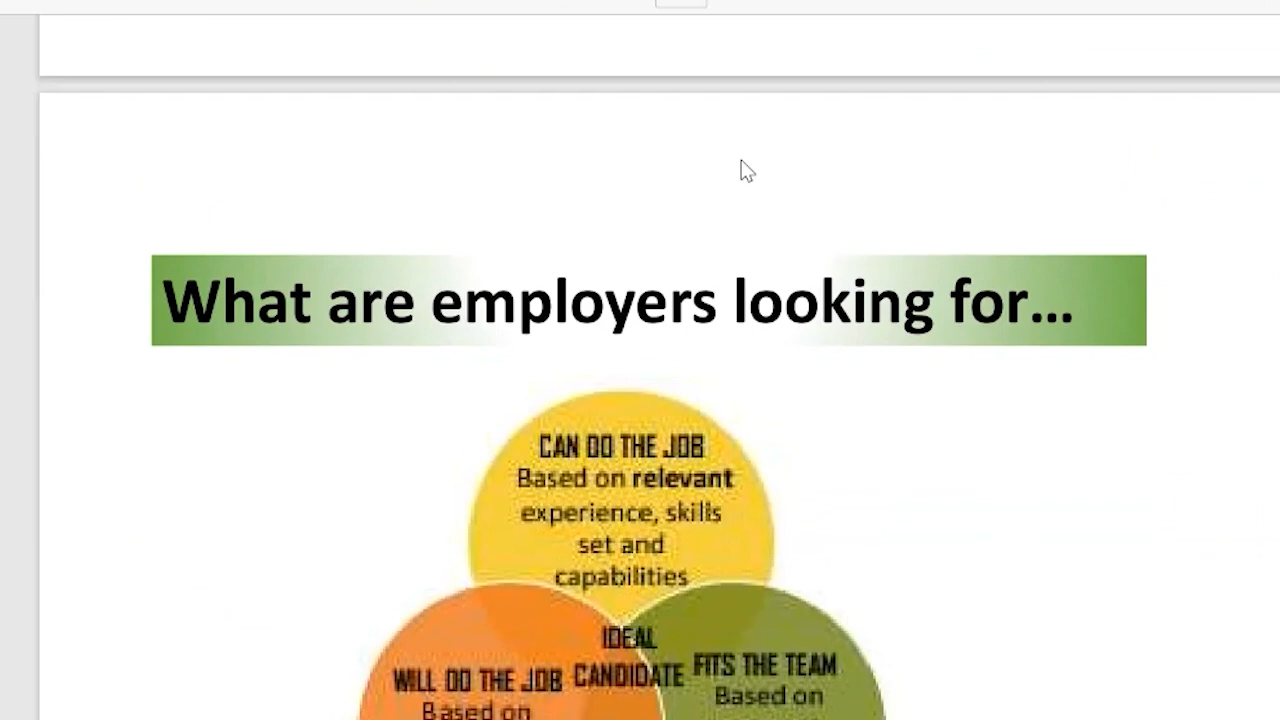 What are employers looking for...
CAN DO THE JOB
Based on relevant
experience, skills
set and
capabilities
IDEAL
CANDIDATE
WILL DO THE JOB
Based on
FITS THE TEAM
Based on